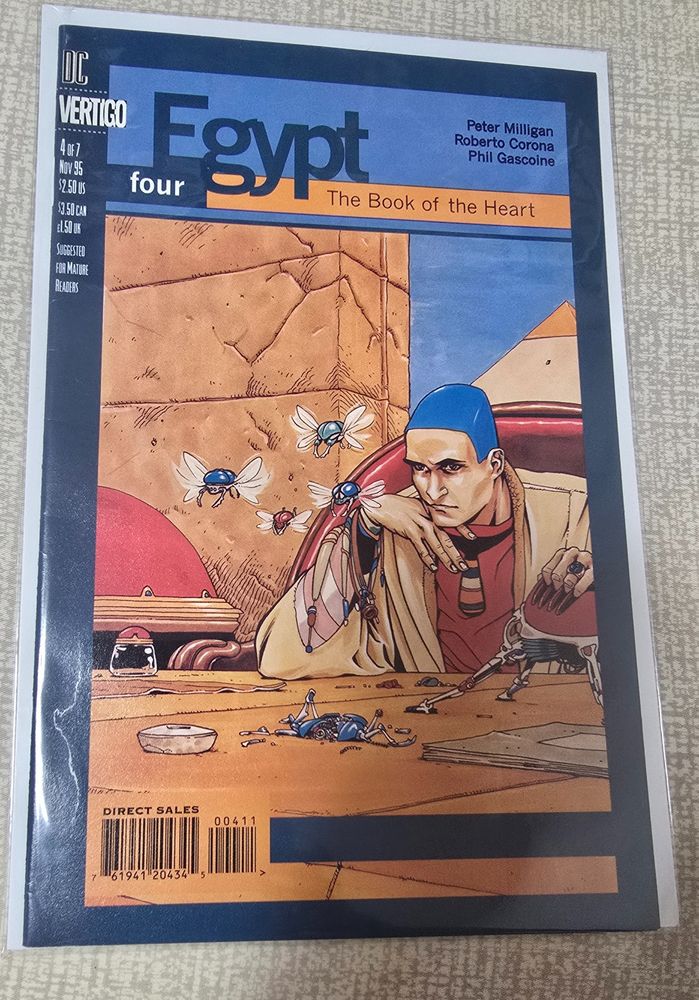 DC
VERTIGO
4 OF 7
NOV 95
$2.50 US
$3.50 CAN
£1.50 UK
SUGGESTED
FOR MATURE
READERS
Egypt
Peter Milligan
Roberto Corona
Phil Gascoine
four
The Book of the Heart
DIRECT SALES
00411
7 61941 20434 5 >